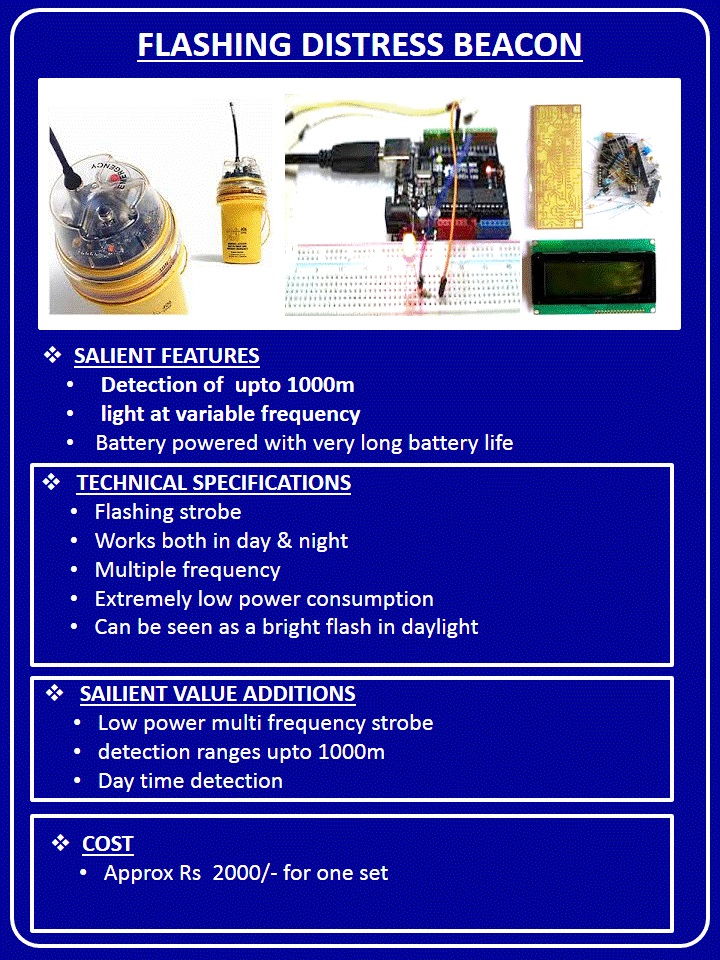 FLASHING DISTRESS BEACON
EMERGENCY
❖ SALIENT FEATURES
• Detection of upto 1000m
• light at variable frequency
• Battery powered with very long battery life
❖ TECHNICAL SPECIFICATIONS
• Flashing strobe
• Works both in day & night
• Multiple frequency
• Extremely low power consumption
• Can be seen as a bright flash in daylight
❖ SAILIENT VALUE ADDITIONS
• Low power multi frequency strobe
• detection ranges upto 1000m
• Day time detection
❖ COST
• Approx Rs 2000/- for one set